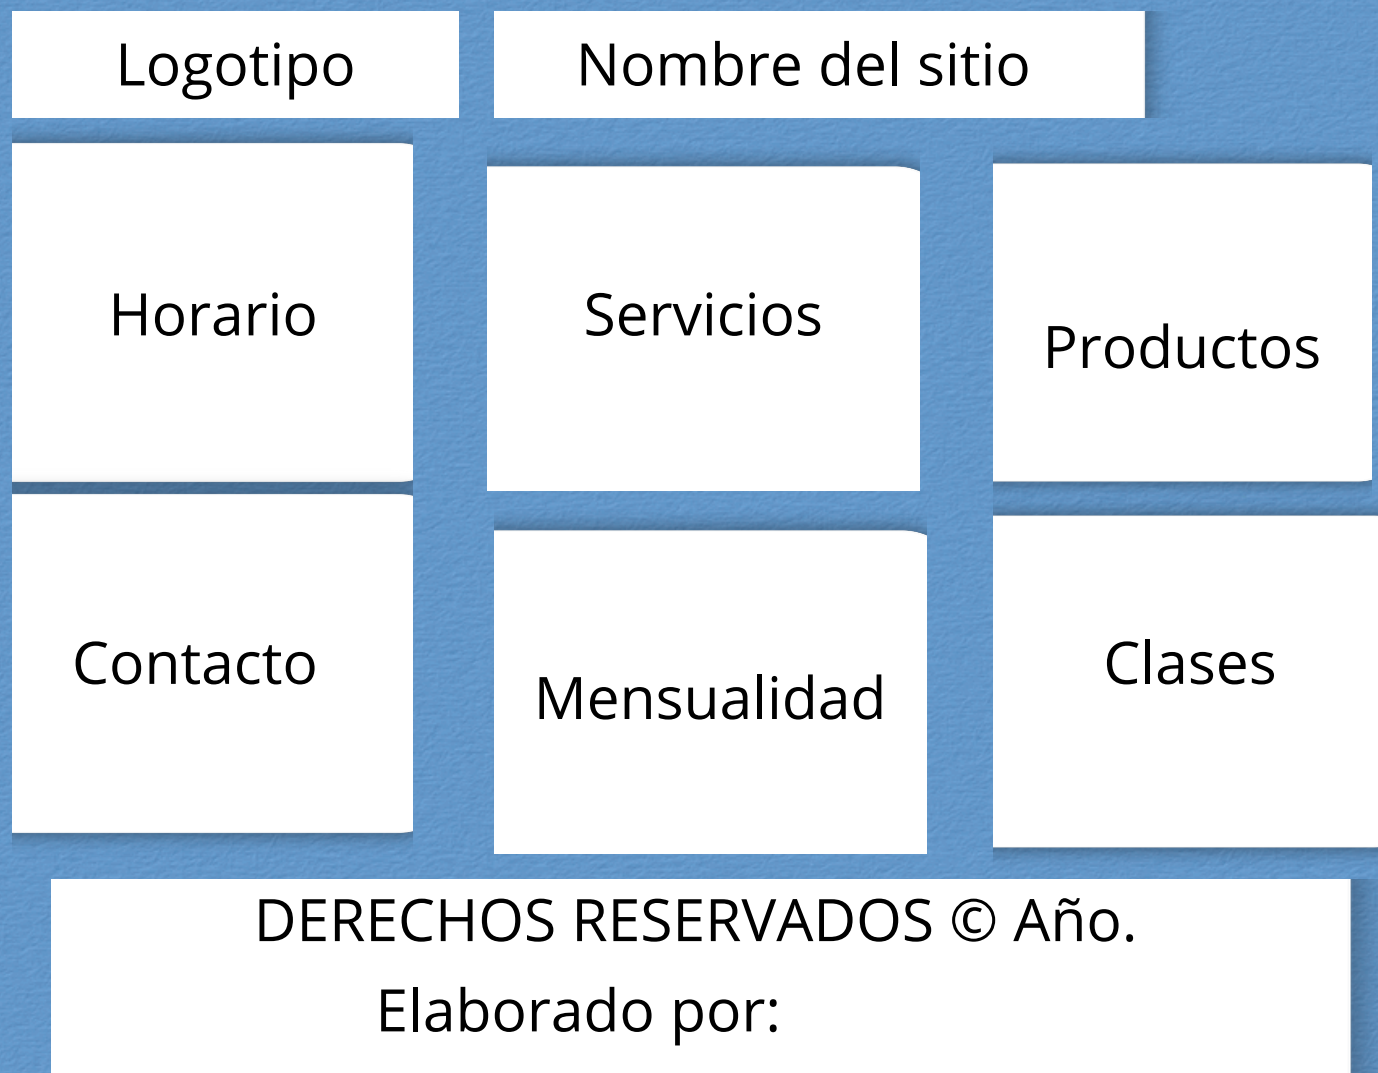 Logotipo
Nombre del sitio
Horario
Servicios
Productos
Contacto
Mensualidad
Clases
DERECHOS RESERVADOS © Año.
Elaborado por: